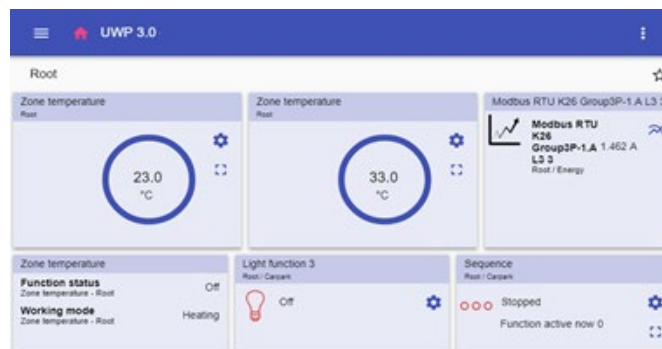 UWP 3.0
Root
Zone temperature
Root
23.0
°C
Zone temperature
Root
33.0
°C
Modbus RTU K26 Group3P-1.A L3 3
Modbus RTU
K26
Group3P-1.A 1.462 A
L3 3
Root / Energy
Zone temperature
Function status Off
Zone temperature - Root
Working mode Heating
Zone temperature - Root
Light function 3
Root / Carpark
Off
Sequence
Root / Carpark
Stopped
Function active now 0